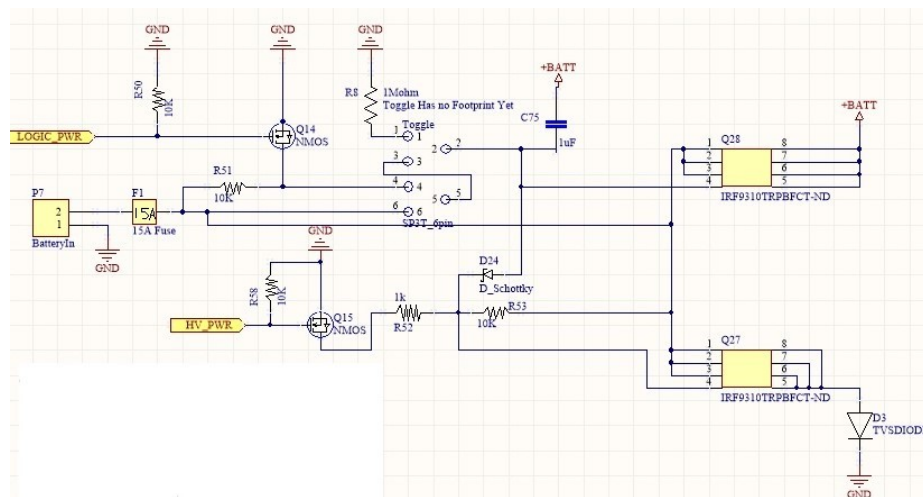 GND
GND
GND
R50
10K
R8
1Mohm
Toggle Has no Footprint Yet
+BATT
C75
1uF
+BATT
LOGIC_PWR
Q14
NMOS
Toggle
1
1
2
2
3
3
4
4
5
5
6
6
SP3T_6pin
R51
10K
P7
2
1
BatteryIn
F1
15A
15A Fuse
GND
GND
R58
10K
HV_PWR
Q15
NMOS
1k
R52
D24
D_Schottky
R53
10K
Q28
1
2
3
4
8
7
6
5
IRF9310TRPBFCT-ND
Q27
1
2
3
4
8
7
6
5
IRF9310TRPBFCT-ND
D3
TVSDIOD
GND